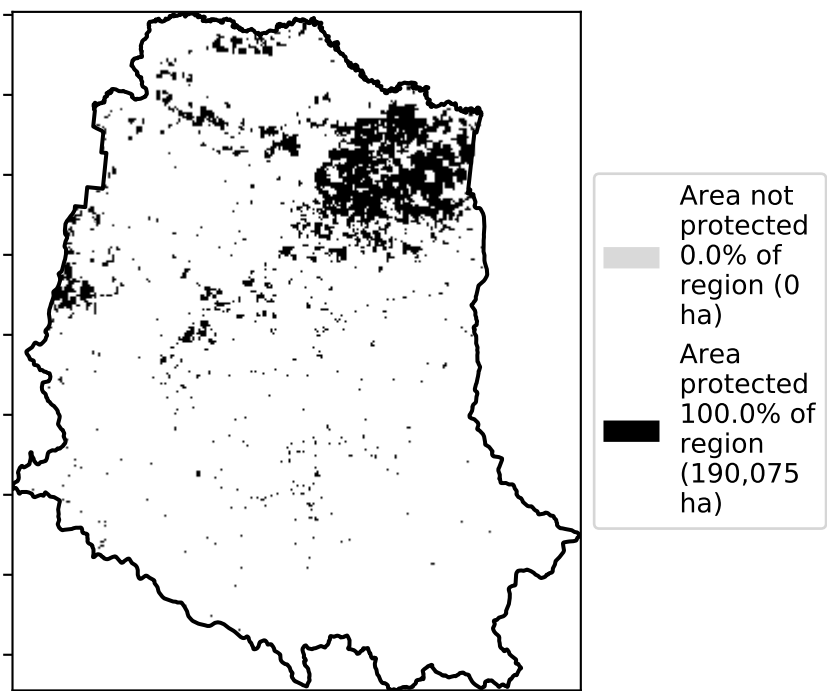 Area not
protected
0.0% of
region (0
ha)
Area
protected
100.0% of
region
(190,075
ha)